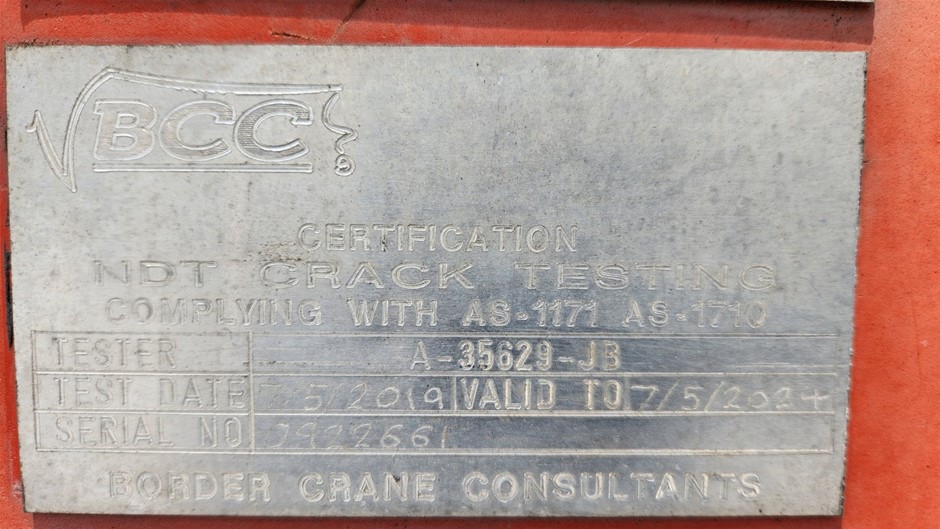 BCC
CERTIFICATION
NDT CRACK TESTING
COMPLYING WITH AS-1171 AS-1710
TESTER A-35629-JB
TEST DATE 7/5/2019 VALID TO 7/5/2024
SERIAL NO
BORDER CRANE CONSULTANTS